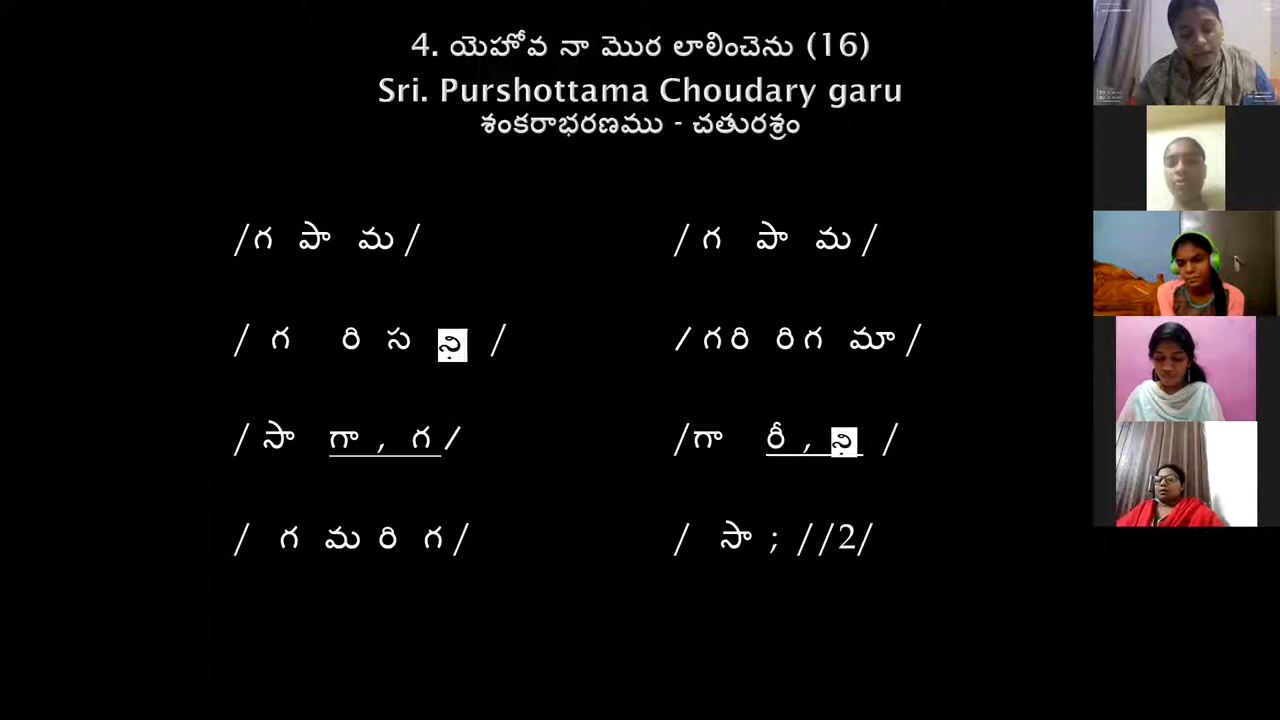 4. యెహోవ నా మొర లాలించెను (16)
Sri. Purshottama Choudary garu
శంకరాభరణము - చతురశ్రం
/గ పా మ/ / గ పా మ/
/ గ రి స ని / / గరి రిగ మా/
/ సా గా , గ/ /గా రీ , ని /
/ గ మ రి గ/ / సా ; //2/